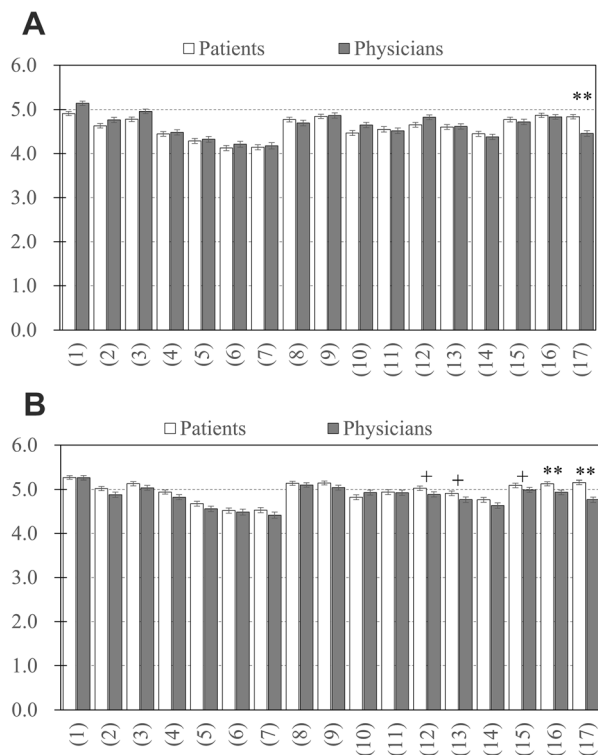 A
Patients Physicians
6.0
5.0
4.0
3.0
2.0
1.0
0.0
**
(1) (2) (3) (4) (5) (6) (7) (8) (9) (10) (11) (12) (13) (14) (15) (16) (17)
B
Patients Physicians
6.0
5.0
4.0
3.0
2.0
1.0
0.0
+ + + ** **
(1) (2) (3) (4) (5) (6) (7) (8) (9) (10) (11) (12) (13) (14) (15) (16) (17)